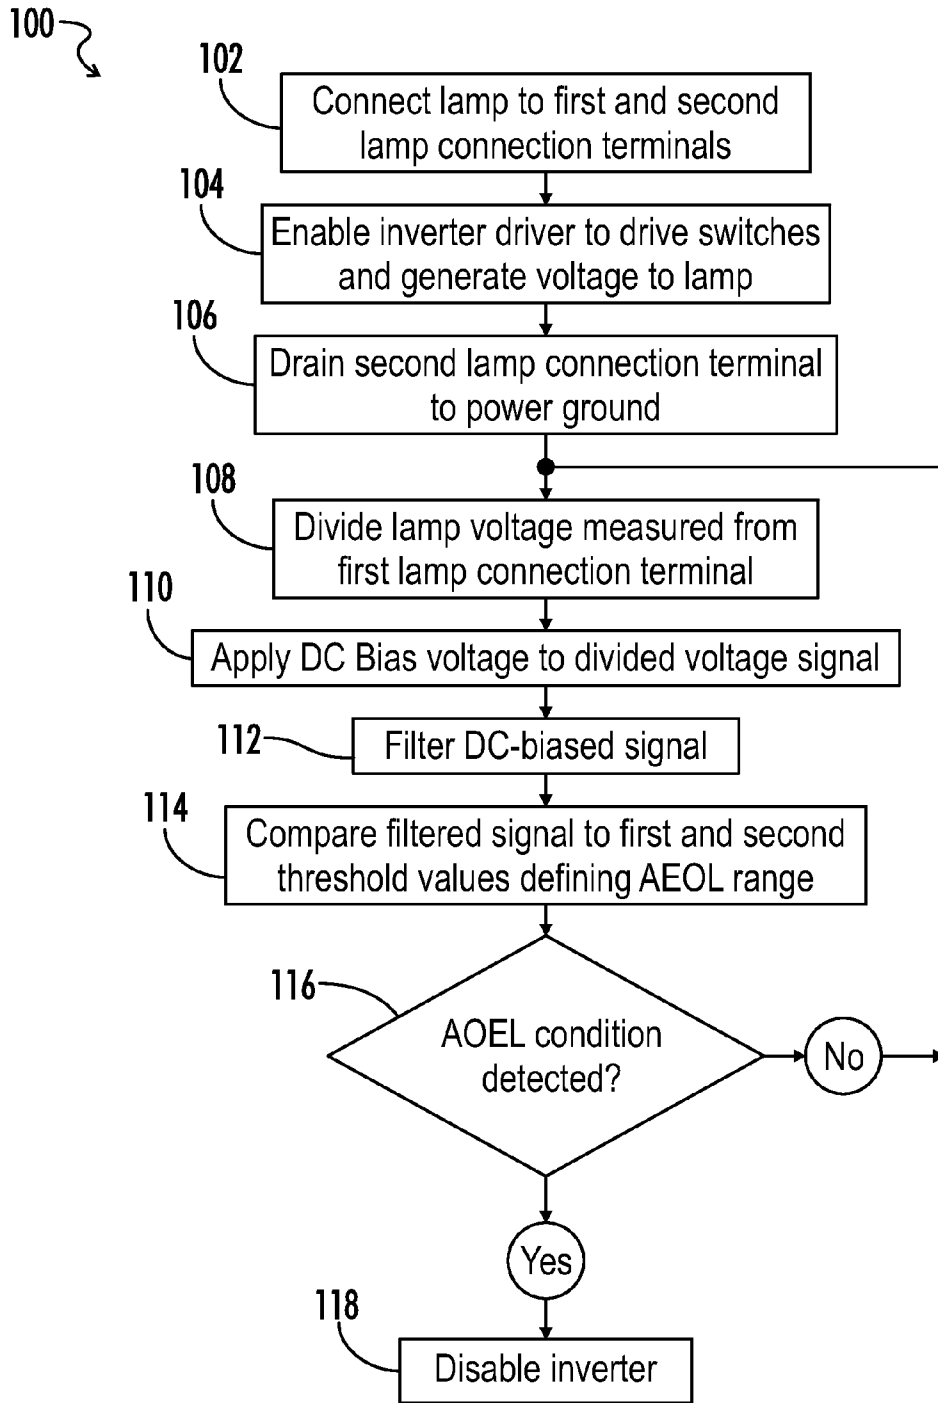 100
102
Connect lamp to first and second
lamp connection terminals
104
Enable inverter driver to drive switches
and generate voltage to lamp
106
Drain second lamp connection terminal
to power ground
108
Divide lamp voltage measured from
first lamp connection terminal
110
Apply DC Bias voltage to divided voltage signal
112
Filter DC-biased signal
114
Compare filtered signal to first and second
threshold values defining AEOL range
116
AOEL condition
detected?
No
Yes
118
Disable inverter